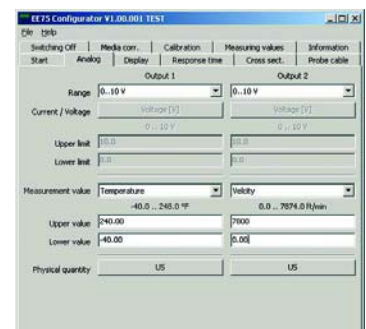 EE75 Configurator V1.00.001 TEST
File Help
Switching Off Media corr. Calibration Measuring values Information
Start Analog Display Response time Cross sect. Probe cable
Output 1 Output 2
Range 0..10 V 0..10 V
Current / Voltage Voltage [V] Voltage [V]
0 .. 10 V 0 .. 10 V
Upper limit 10.0 10.0
Lower limit 0.0 0.0
Measurement value Temperature Velcity
-40.0 ... 248.0 °F 0.0 ... 7874.0 ft/min
Upper value 240.00 7800
Lower value -40.00 0.00
Physical quantity US US